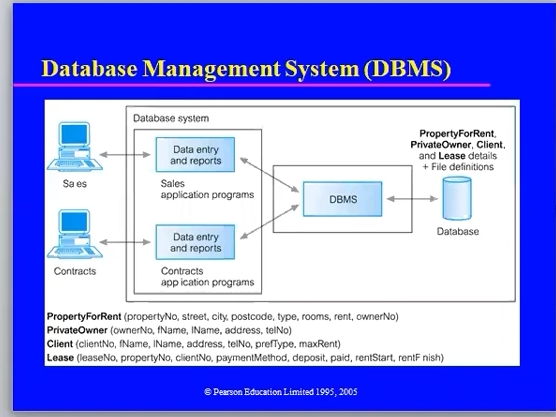 Database Management System (DBMS)
Database system
PropertyForRent,
PrivateOwner, Client,
and Lease details
+ File definitions
Data entry
and reports
Sa es
Sales
application programs
DBMS
Database
Data entry
and reports
Contracts
Contracts
app ication programs
PropertyForRent (propertyNo, street, city, postcode, type, rooms, rent, ownerNo)
PrivateOwner (ownerNo, fName, lName, address, telNo)
Client (clientNo, fName, lName, address, telNo, prefType, maxRent)
Lease (leaseNo, propertyNo, clientNo, paymentMethod, deposit, paid, rentStart, rentF nish)
© Pearson Education Limited 1995, 2005